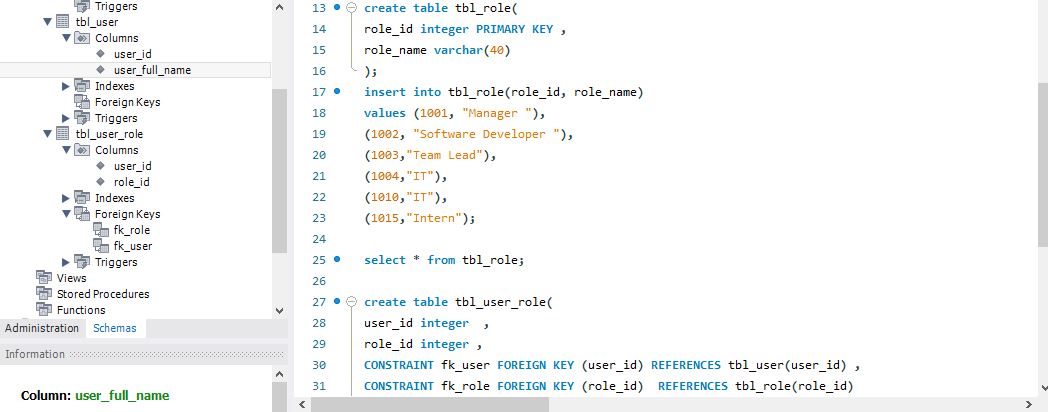 Triggers
tbl_user
Columns
user_id
user_full_name
Indexes
Foreign Keys
Triggers
tbl_user_role
Columns
user_id
role_id
Indexes
Foreign Keys
fk_role
fk_user
Triggers
Views
Stored Procedures
Functions
Administration Schemas
Information
Column: user_full_name
13 create table tbl_role(
14 role_id integer PRIMARY KEY ,
15 role_name varchar(40)
16 );
17 insert into tbl_role(role_id, role_name)
18 values (1001, "Manager "),
19 (1002, "Software Developer "),
20 (1003,"Team Lead"),
21 (1004,"IT"),
22 (1010,"IT"),
23 (1015,"Intern");
24
25 select * from tbl_role;
26
27 create table tbl_user_role(
28 user_id integer  ,
29 role_id integer ,
30 CONSTRAINT fk_user FOREIGN KEY (user_id) REFERENCES tbl_user(user_id) ,
31 CONSTRAINT fk_role FOREIGN KEY (role_id)  REFERENCES tbl_role(role_id)